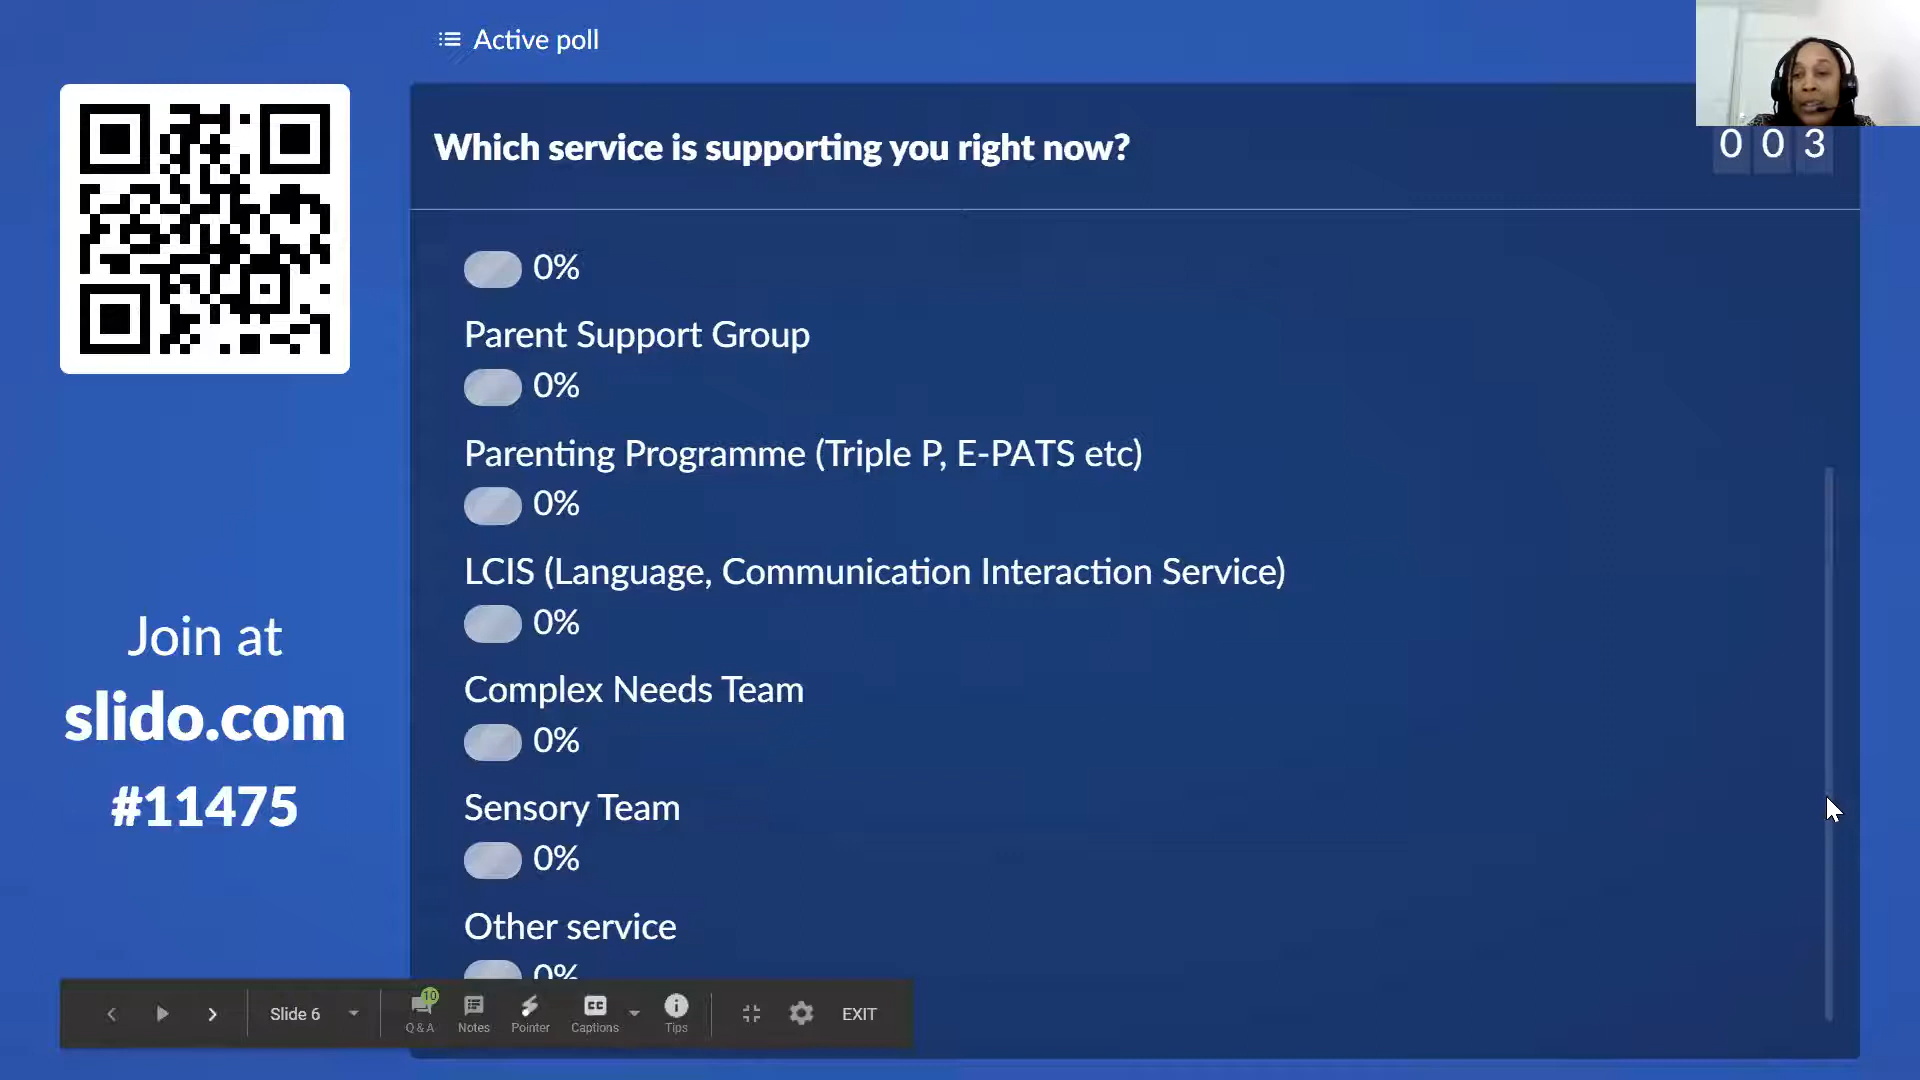 Active poll
Which service is supporting you right now?
0 0 3
0%
Parent Support Group
0%
Parenting Programme (Triple P, E-PATS etc)
0%
LCIS (Language, Communication Interaction Service)
0%
Complex Needs Team
0%
Sensory Team
0%
Other service
0%
Join at
slido.com
#11475
Slide 6
10
Q & A
Notes
Pointer
CC
Captions
Tips
EXIT